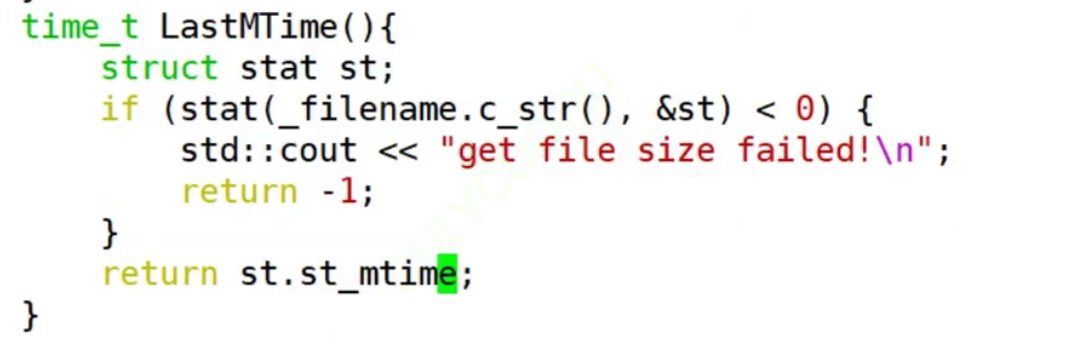 time_t LastMTime(){
    struct stat st;
    if (stat(_filename.c_str(), &st) < 0) {
        std::cout << "get file size failed!\n";
        return -1;
    }
    return st.st_mtime;
}